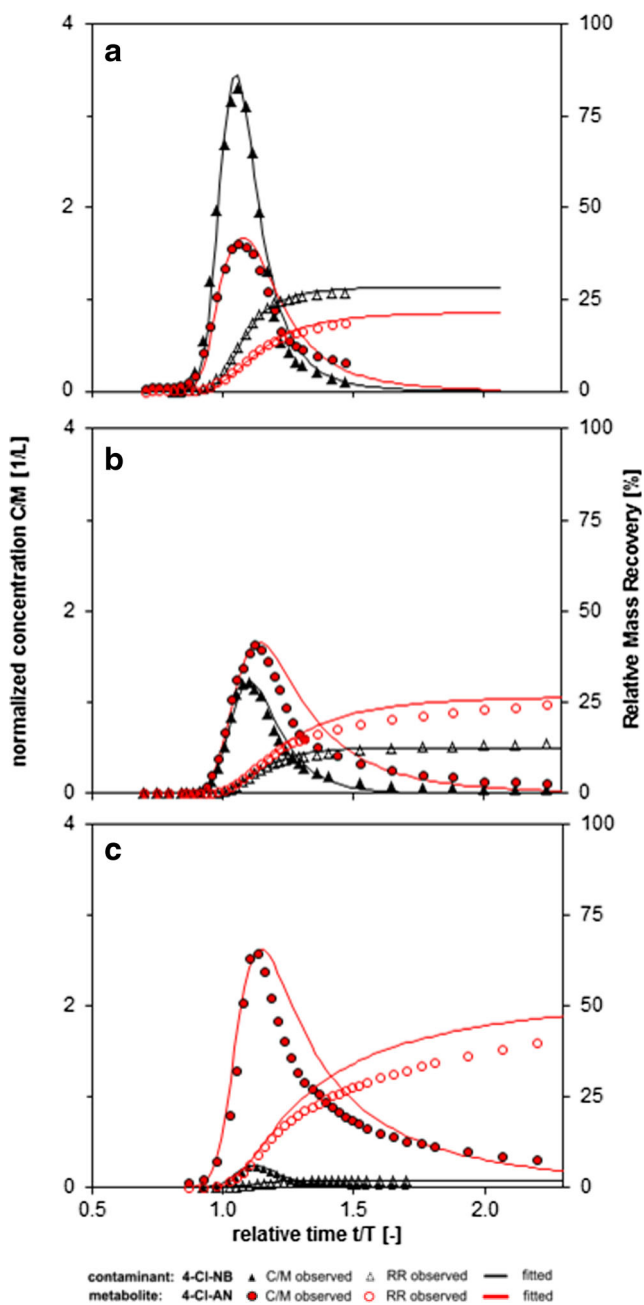 a
4
2
0
100
75
50
25
0
b
4
2
0
100
75
50
25
0
c
4
2
0
100
75
50
25
0
0.5 1.0 1.5 2.0
normalized concentration C/M [1/L]
Relative Mass Recovery [%]
relative time t/T [-]
contaminant: 4-Cl-NB C/M observed RR observed fitted
metabolite: 4-Cl-AN C/M observed RR observed fitted